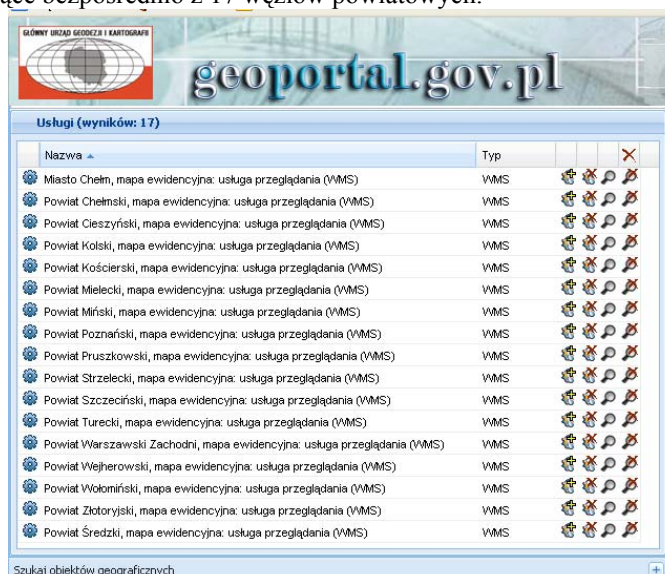 ące bezpośrednio z 17 węzłów powiatowych.
GŁÓWNY URZĄD GEODEZJI I KARTOGRAFII
geoportal.gov.pl
Usługi (wyników: 17)
Nazwa Typ
Miasto Chełm, mapa ewidencyjna: usługa przeglądania (WMS) WMS
Powiat Chełmski, mapa ewidencyjna: usługa przeglądania (WMS) WMS
Powiat Cieszyński, mapa ewidencyjna: usługa przeglądania (WMS) WMS
Powiat Kolski, mapa ewidencyjna: usługa przeglądania (WMS) WMS
Powiat Kościerski, mapa ewidencyjna: usługa przeglądania (WMS) WMS
Powiat Mielecki, mapa ewidencyjna: usługa przeglądania (WMS) WMS
Powiat Miński, mapa ewidencyjna: usługa przeglądania (WMS) WMS
Powiat Poznański, mapa ewidencyjna: usługa przeglądania (WMS) WMS
Powiat Pruszkowski, mapa ewidencyjna: usługa przeglądania (WMS) WMS
Powiat Strzelecki, mapa ewidencyjna: usługa przeglądania (WMS) WMS
Powiat Szczeciński, mapa ewidencyjna: usługa przeglądania (WMS) WMS
Powiat Turecki, mapa ewidencyjna: usługa przeglądania (WMS) WMS
Powiat Warszawski Zachodni, mapa ewidencyjna: usługa przeglądania (WMS) WMS
Powiat Wejherowski, mapa ewidencyjna: usługa przeglądania (WMS) WMS
Powiat Wołomiński, mapa ewidencyjna: usługa przeglądania (WMS) WMS
Powiat Złotoryjski, mapa ewidencyjna: usługa przeglądania (WMS) WMS
Powiat Średzki, mapa ewidencyjna: usługa przeglądania (WMS) WMS
Szukaj obiektów geograficznych